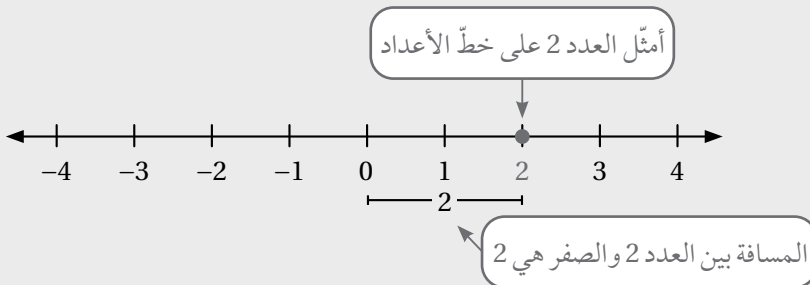 أمثّل العدد 2 على خطّ الأعداد
−4 −3 −2 −1 0 1 2 3 4
2
المسافة بين العدد 2 والصفر هي 2